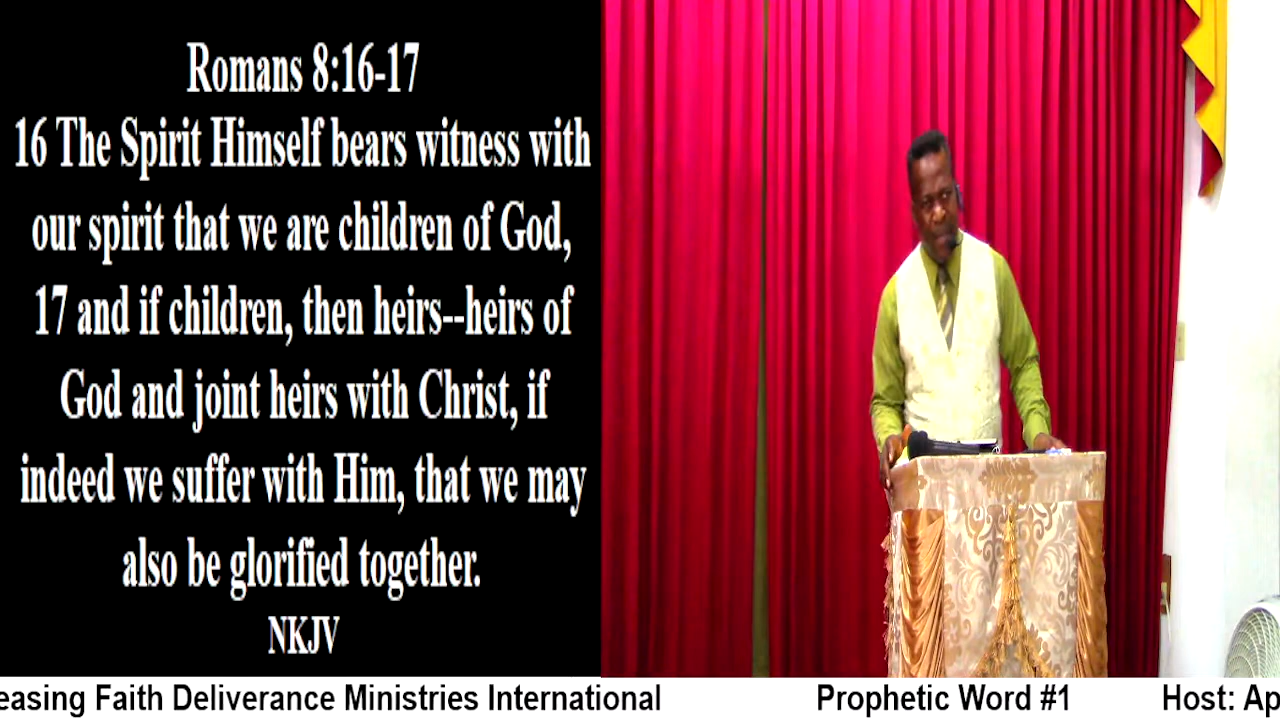 Romans 8:16-17
16 The Spirit Himself bears witness with
our spirit that we are children of God,
17 and if children, then heirs--heirs of
God and joint heirs with Christ, if
indeed we suffer with Him, that we may
also be glorified together.
NKJV
easing Faith Deliverance Ministries International Prophetic Word #1 Host: Ap